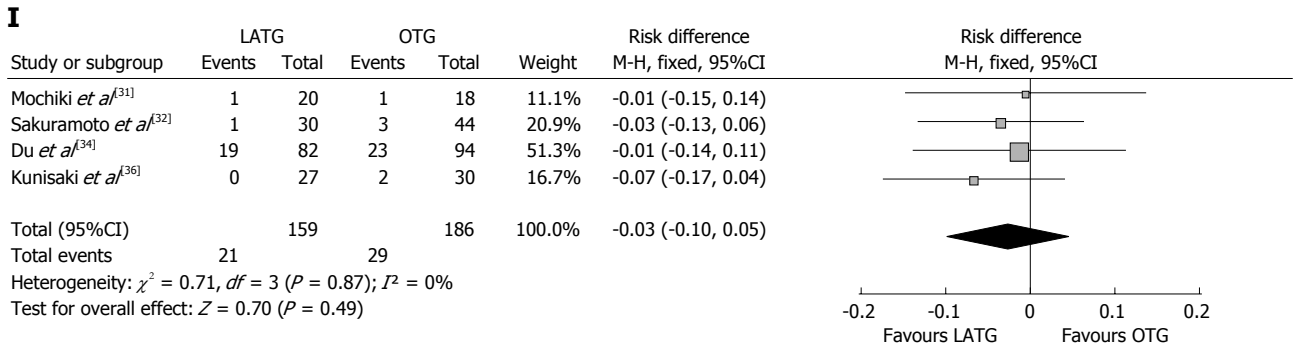 I
LATG OTG Risk difference Risk difference
Study or subgroup Events Total Events Total Weight M-H, fixed, 95%CI M-H, fixed, 95%CI
Mochiki et al[31] 1 20 1 18 11.1% -0.01 (-0.15, 0.14)
Sakuramoto et al[32] 1 30 3 44 20.9% -0.03 (-0.13, 0.06)
Du et al[34] 19 82 23 94 51.3% -0.01 (-0.14, 0.11)
Kunisaki et al[36] 0 27 2 30 16.7% -0.07 (-0.17, 0.04)
Total (95%CI) 159 186 100.0% -0.03 (-0.10, 0.05)
Total events 21 29
Heterogeneity: χ² = 0.71, df = 3 (P = 0.87); I² = 0%
Test for overall effect: Z = 0.70 (P = 0.49)
-0.2 -0.1 0 0.1 0.2
Favours LATG Favours OTG